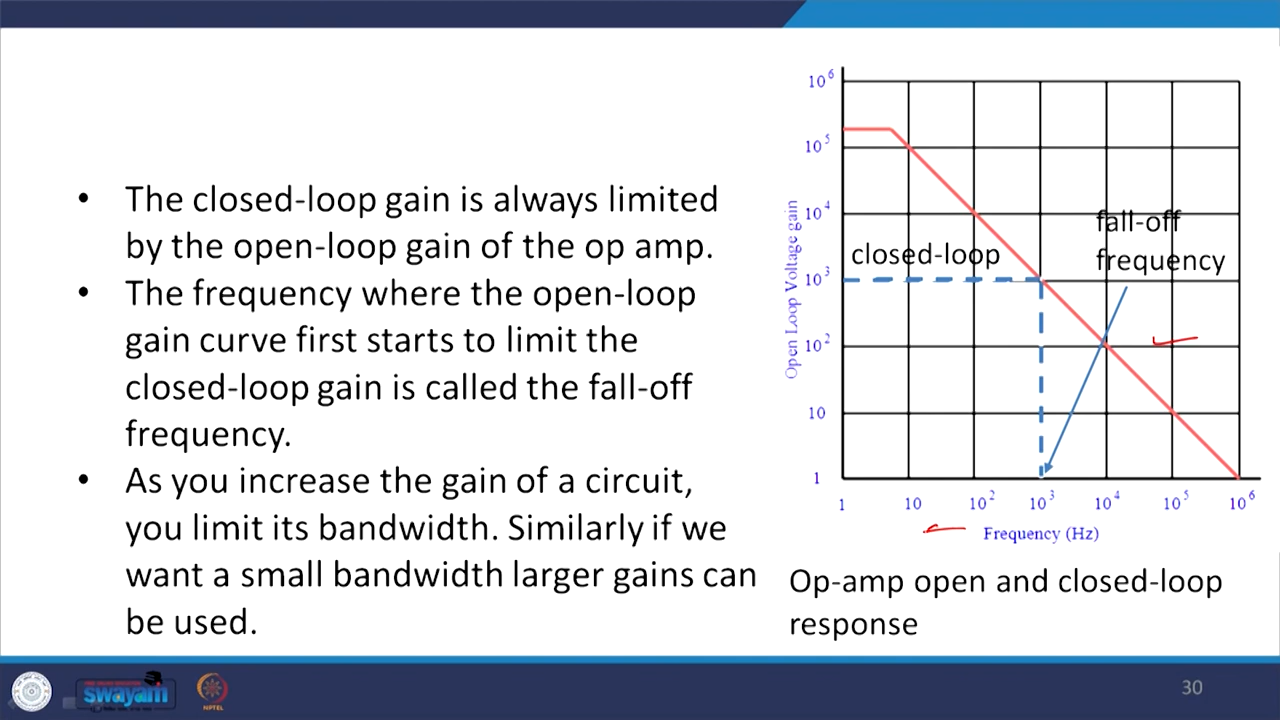 • The closed-loop gain is always limited
by the open-loop gain of the op amp.
• The frequency where the open-loop
gain curve first starts to limit the
closed-loop gain is called the fall-off
frequency.
• As you increase the gain of a circuit,
you limit its bandwidth. Similarly if we
want a small bandwidth larger gains can
be used.
Open Loop Voltage gain
10⁶
10⁵
10⁴
10³
10²
10
1
closed-loop
fall-off
frequency
1 10 10² 10³ 10⁴ 10⁵ 10⁶
Frequency (Hz)
Op-amp open and closed-loop
response
swayam
NPTEL
30